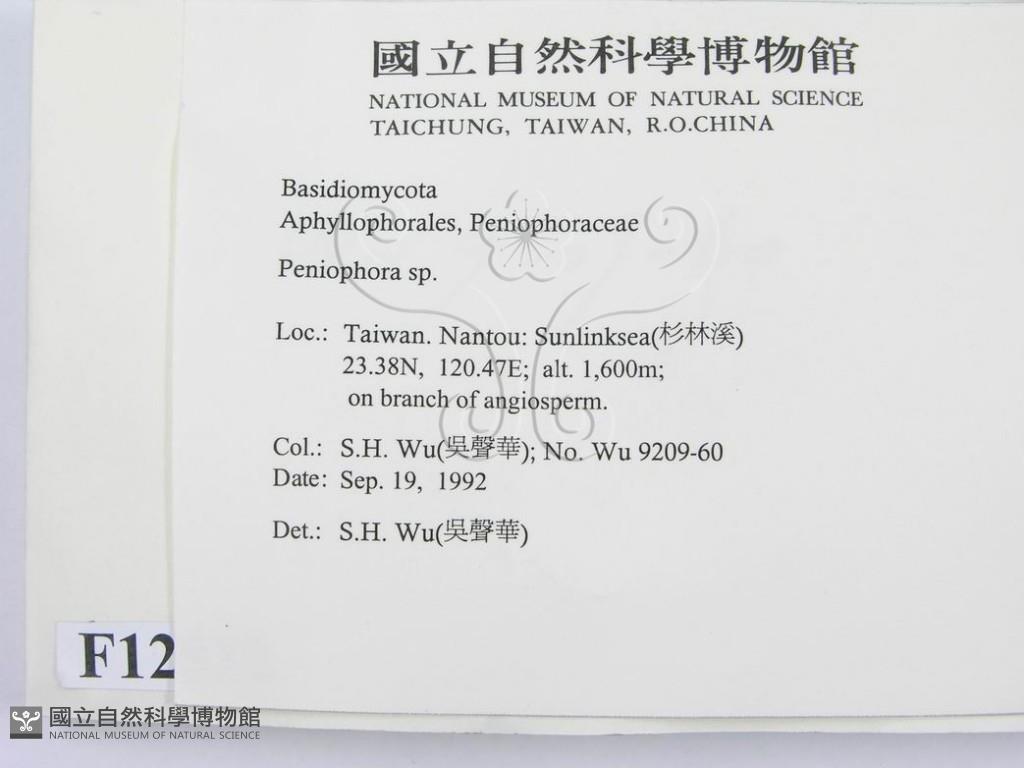 國立自然科學博物館
NATIONAL MUSEUM OF NATURAL SCIENCE
TAICHUNG, TAIWAN, R.O.CHINA
Basidiomycota
Aphyllophorales, Peniophoraceae
Peniophora sp.
Loc.: Taiwan. Nantou: Sunlinksea(杉林溪)
23.38N, 120.47E; alt. 1,600m;
on branch of angiosperm.
Col.: S.H. Wu(吳聲華); No. Wu 9209-60
Date: Sep. 19, 1992
Det.: S.H. Wu(吳聲華)
F12
國立自然科學博物館
NATIONAL MUSEUM OF NATURAL SCIENCE